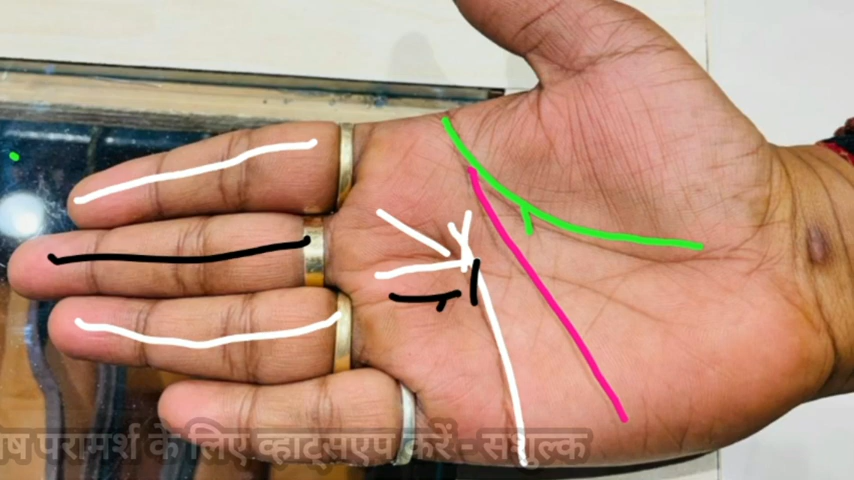 परामर्श के लिए व्हाट्सएप करें - सशुल्क